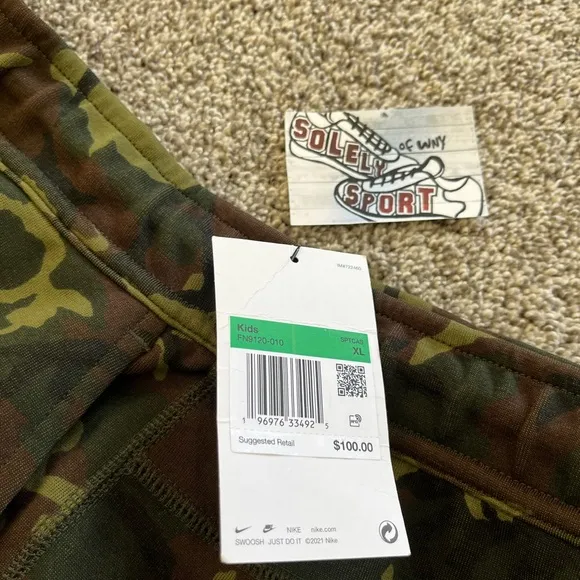 SOLELY
OF WNY
SPORT
Kids
FN9120-010
SPECAS
XL
1 96976 33492 5
Suggested Retail
$100.00
NIKE nike.com
SWOOSH JUST DO IT ©2021 Nike